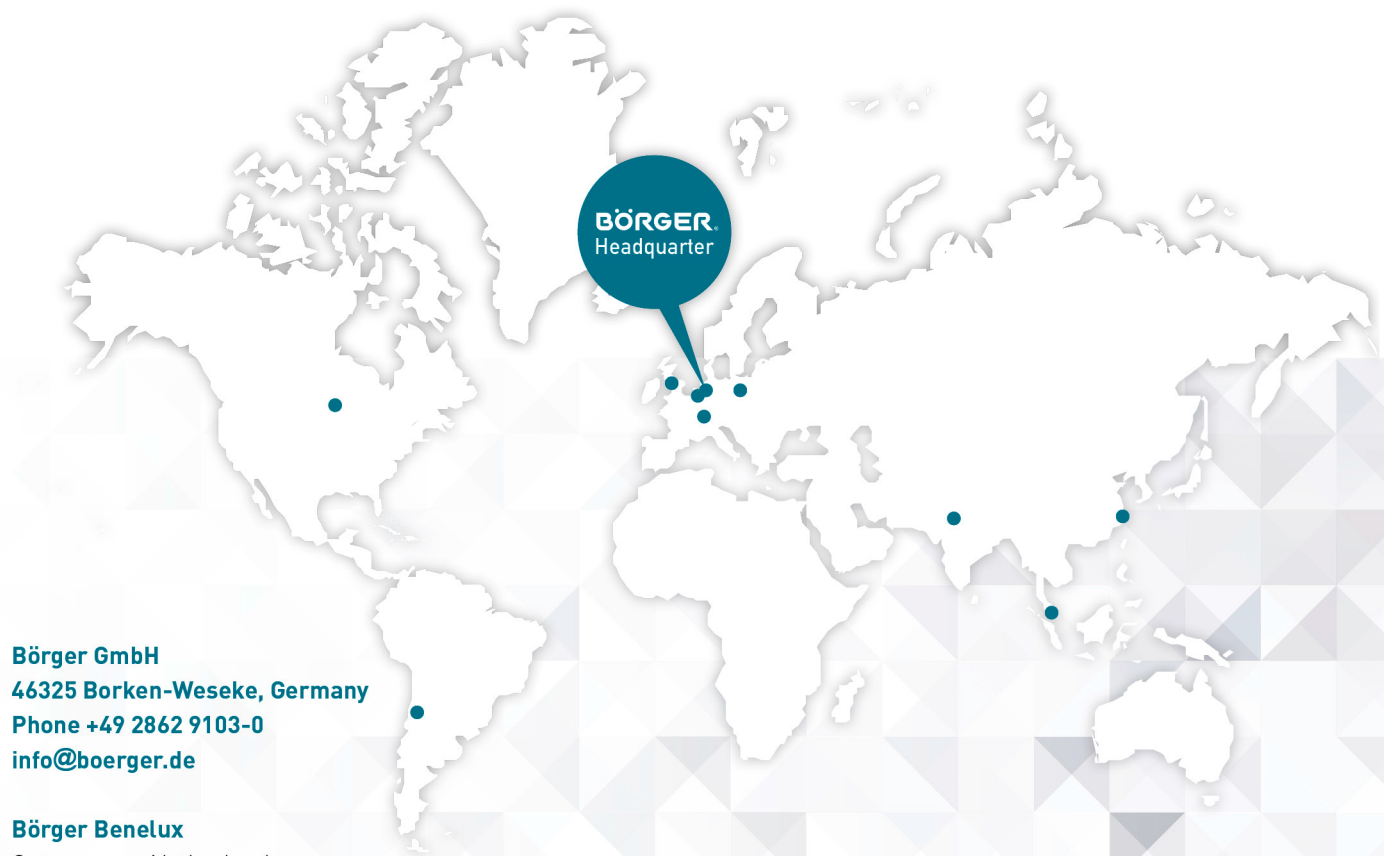 BÖRGER®
Headquarter
Börger GmbH
46325 Borken-Weseke, Germany
Phone +49 2862 9103-0
info@boerger.de
Börger Benelux